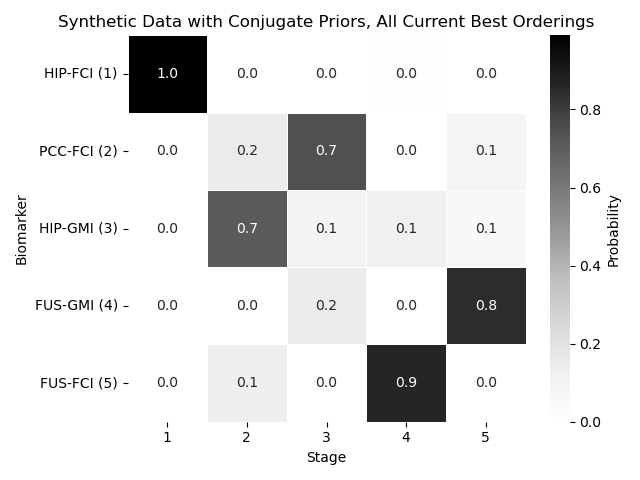 Synthetic Data with Conjugate Priors, All Current Best Orderings
HIP-FCI (1) 1.0 0.0 0.0 0.0 0.0
PCC-FCI (2) 0.0 0.2 0.7 0.0 0.1
HIP-GMI (3) 0.0 0.7 0.1 0.1 0.1
FUS-GMI (4) 0.0 0.0 0.2 0.0 0.8
FUS-FCI (5) 0.0 0.1 0.0 0.9 0.0
1 2 3 4 5
Stage
Biomarker
0.8
0.6
0.4
0.2
0.0
Probability